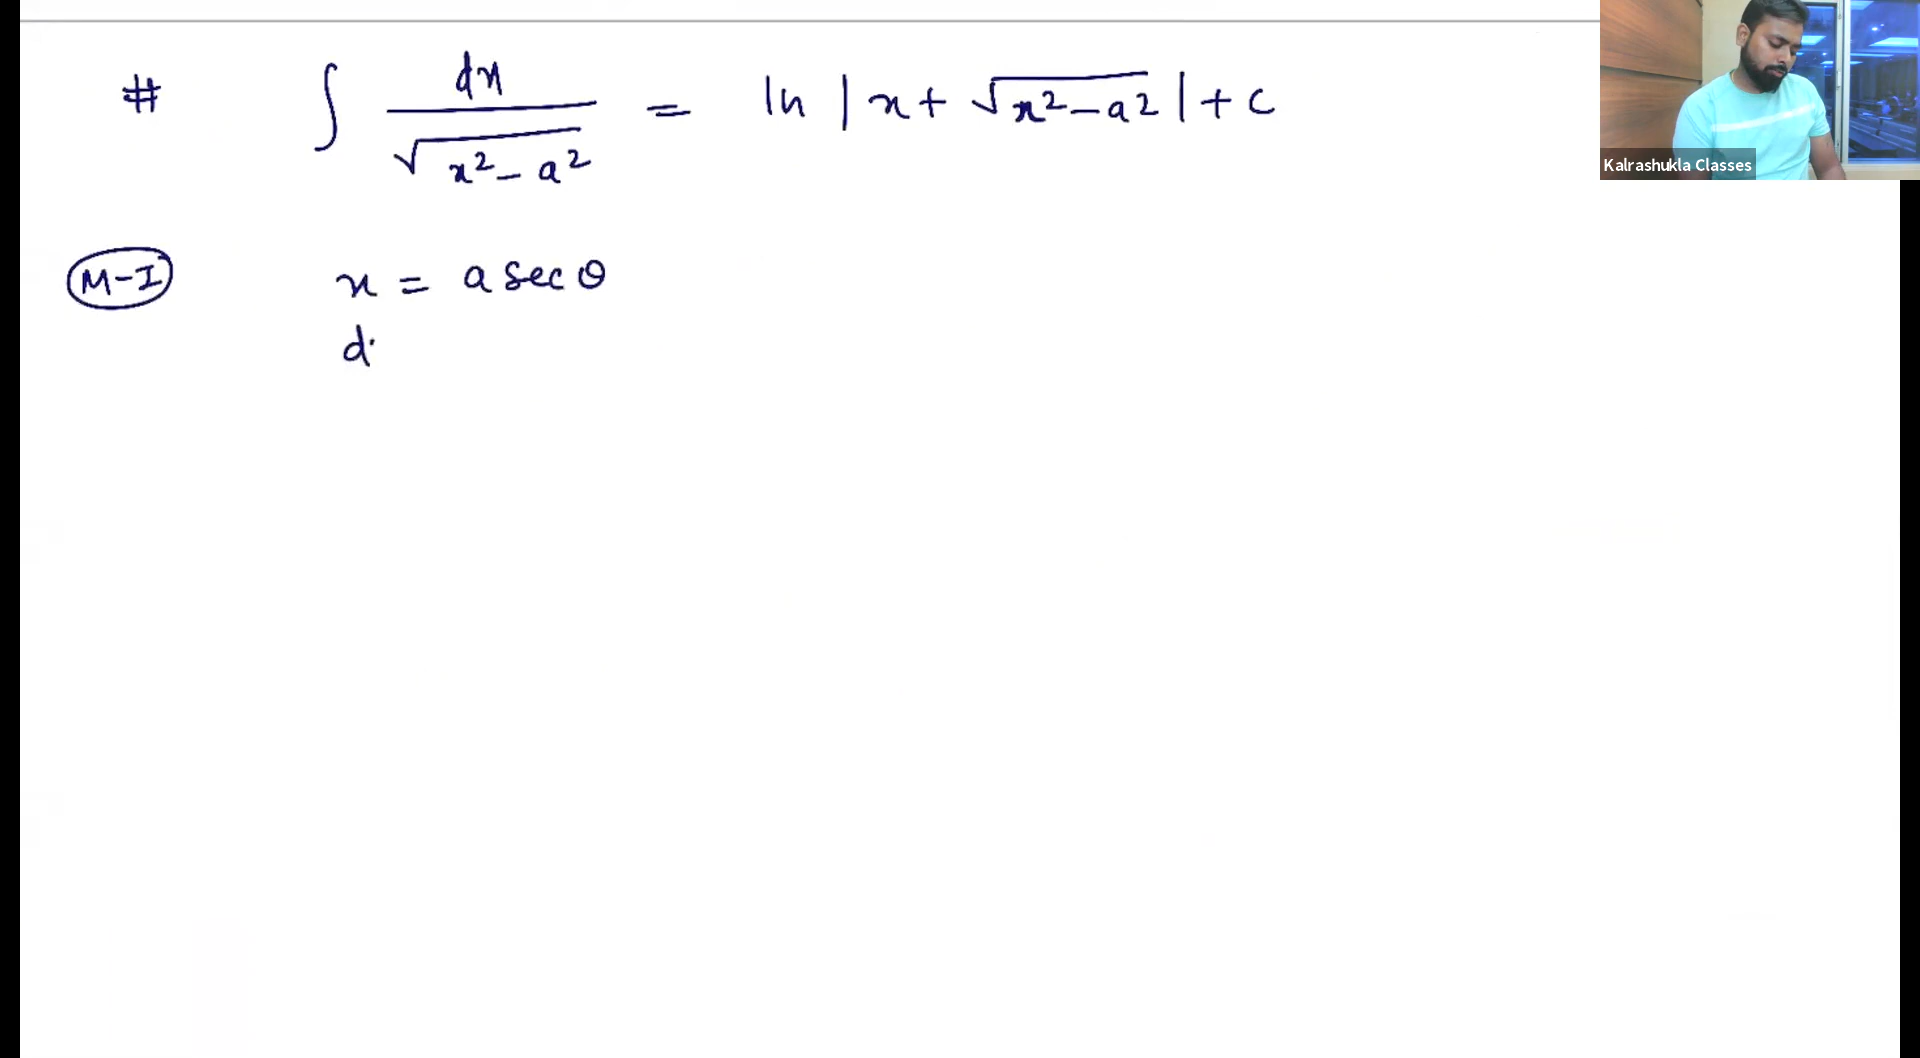 # ∫ dx / √(x² - a²) = ln | x + √(x² - a²) | + c
Kalrashukla Classes
M-I x = a sec θ
d